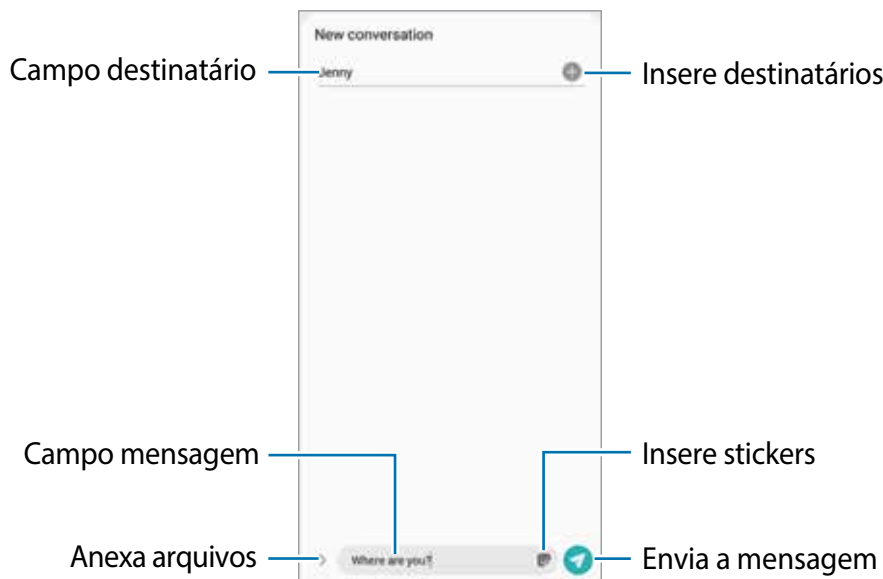 New conversation
Campo destinatário
Jenny
Insere destinatários
Campo mensagem
Insere stickers
Anexa arquivos
Where are you?
Envia a mensagem